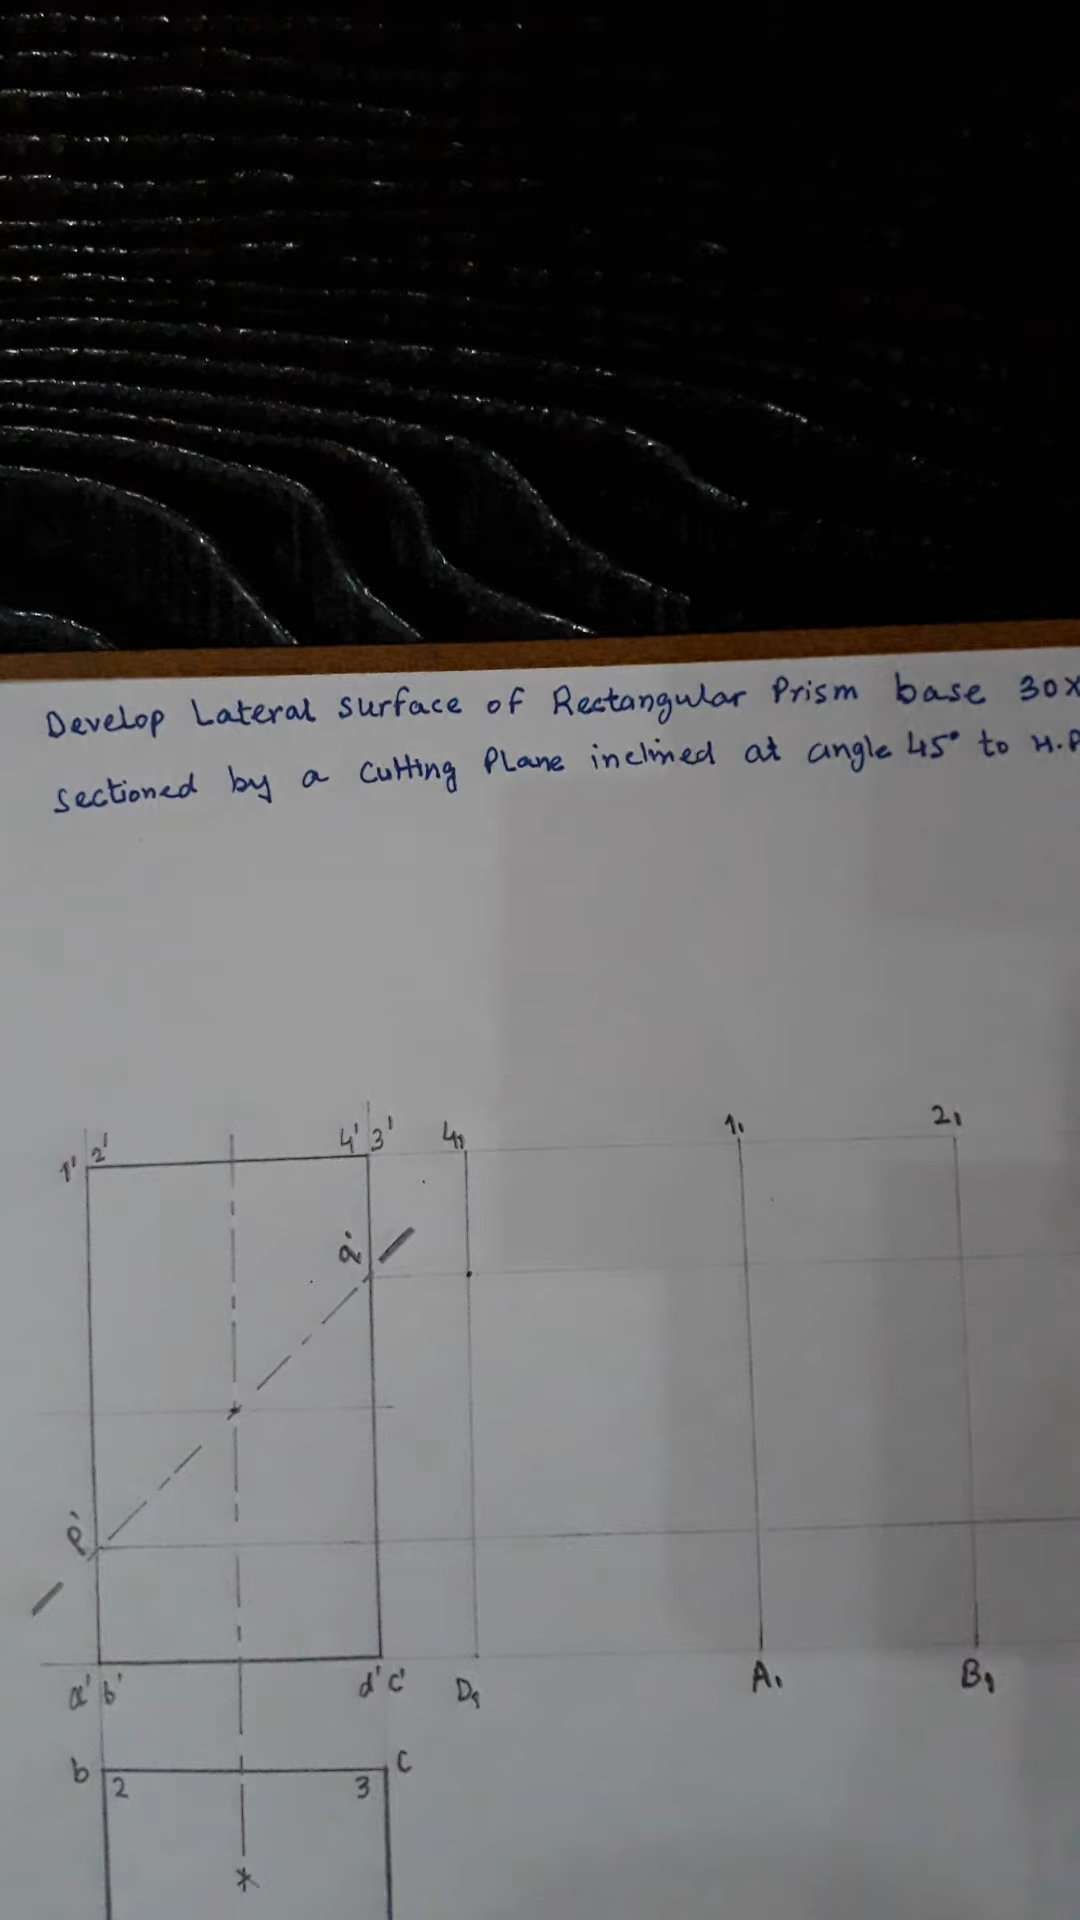 Develop Lateral surface of Rectangular Prism base 30x
sectioned by a cutting Plane inclined at angle 45° to H.P
1' 2' 4' 3' 4₁ 1₁ 2₁
q'
p'
a' b' d' c' D₁ A₁ B₁
b c
2 3